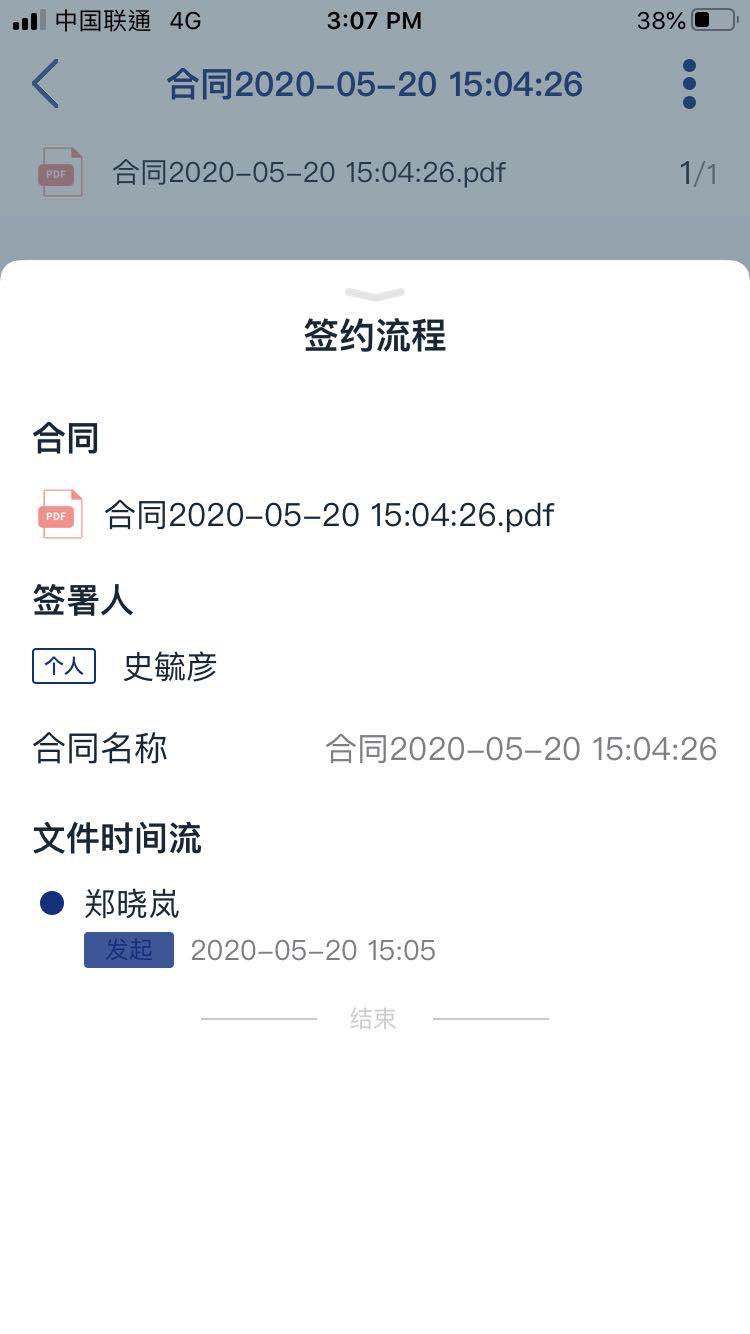 中国联通 4G 3:07 PM 38%
合同2020-05-20 15:04:26
PDF 合同2020-05-20 15:04:26.pdf 1/1
签约流程
合同
PDF 合同2020-05-20 15:04:26.pdf
签署人
个人 史毓彦
合同名称 合同2020-05-20 15:04:26
文件时间流
郑晓岚
发起 2020-05-20 15:05
结束